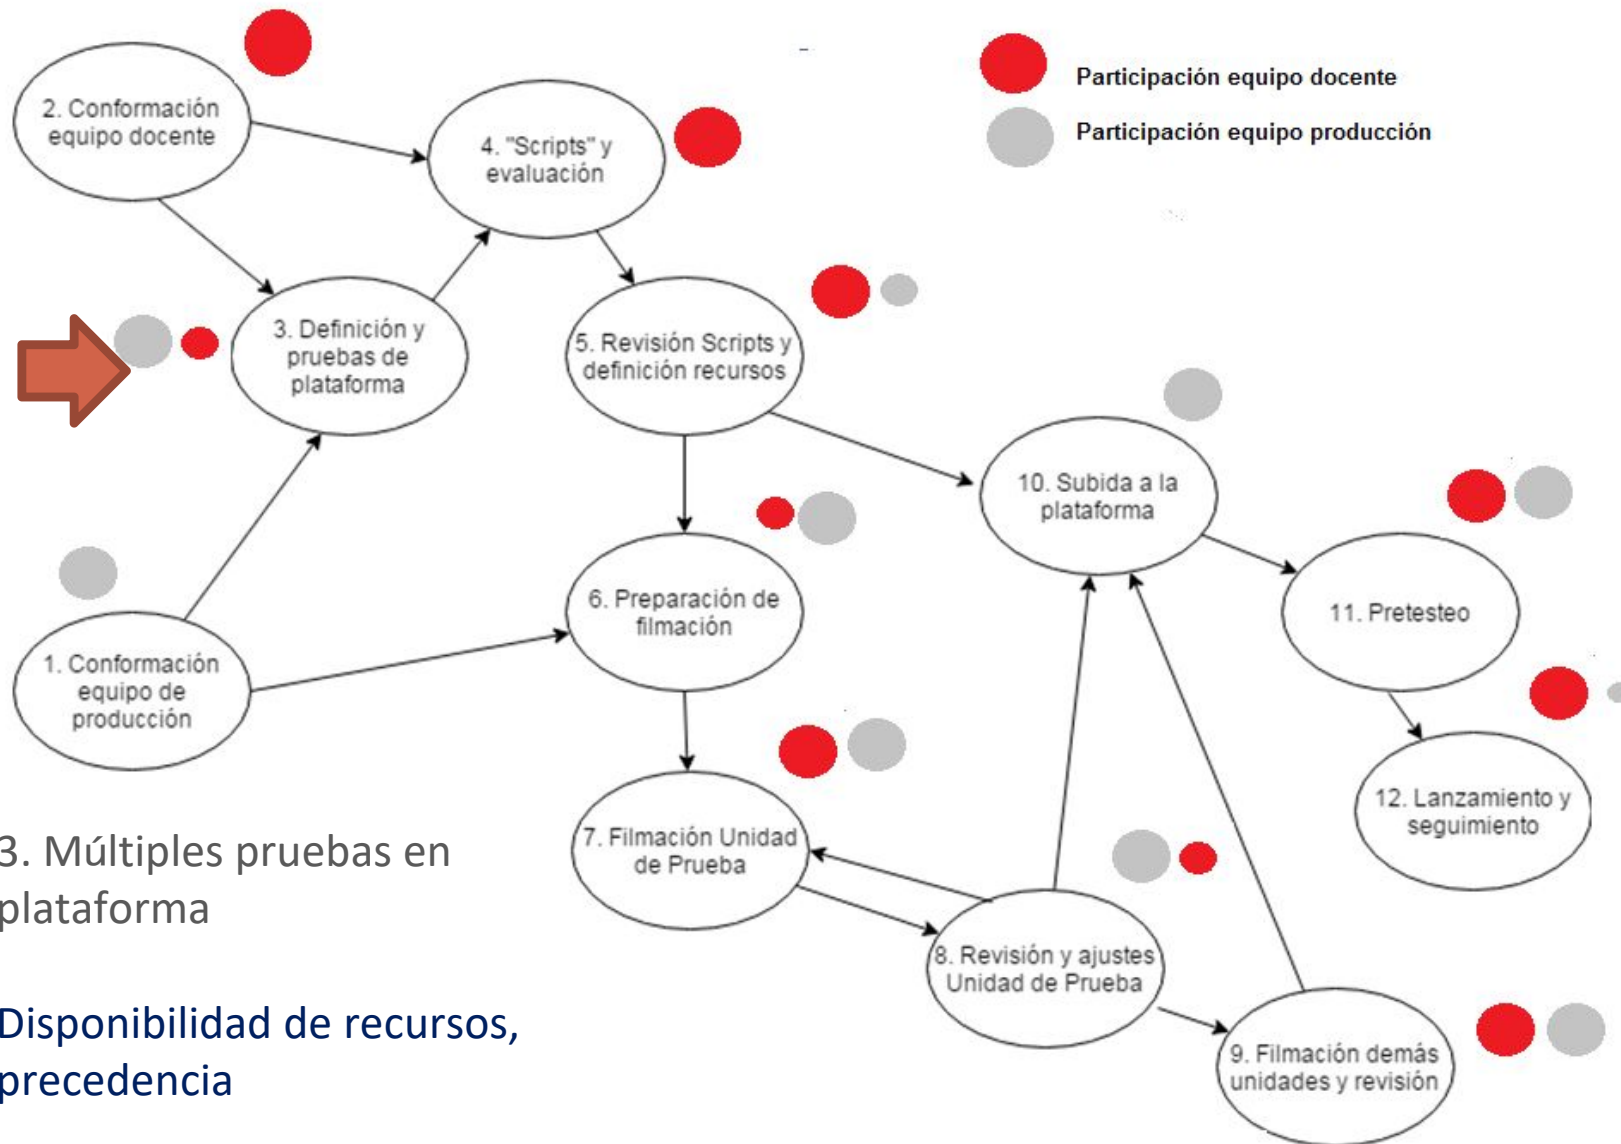 Participación equipo docente
Participación equipo producción
2. Conformación
equipo docente
4. "Scripts" y
evaluación
3. Definición y
pruebas de
plataforma
5. Revisión Scripts y
definición recursos
10. Subida a la
plataforma
6. Preparación de
filmación
11. Pretesteo
1. Conformación
equipo de
producción
12. Lanzamiento y
seguimiento
7. Filmación Unidad
de Prueba
8. Revisión y ajustes
Unidad de Prueba
9. Filmación demás
unidades y revisión
3. Múltiples pruebas en
plataforma
Disponibilidad de recursos,
precedencia